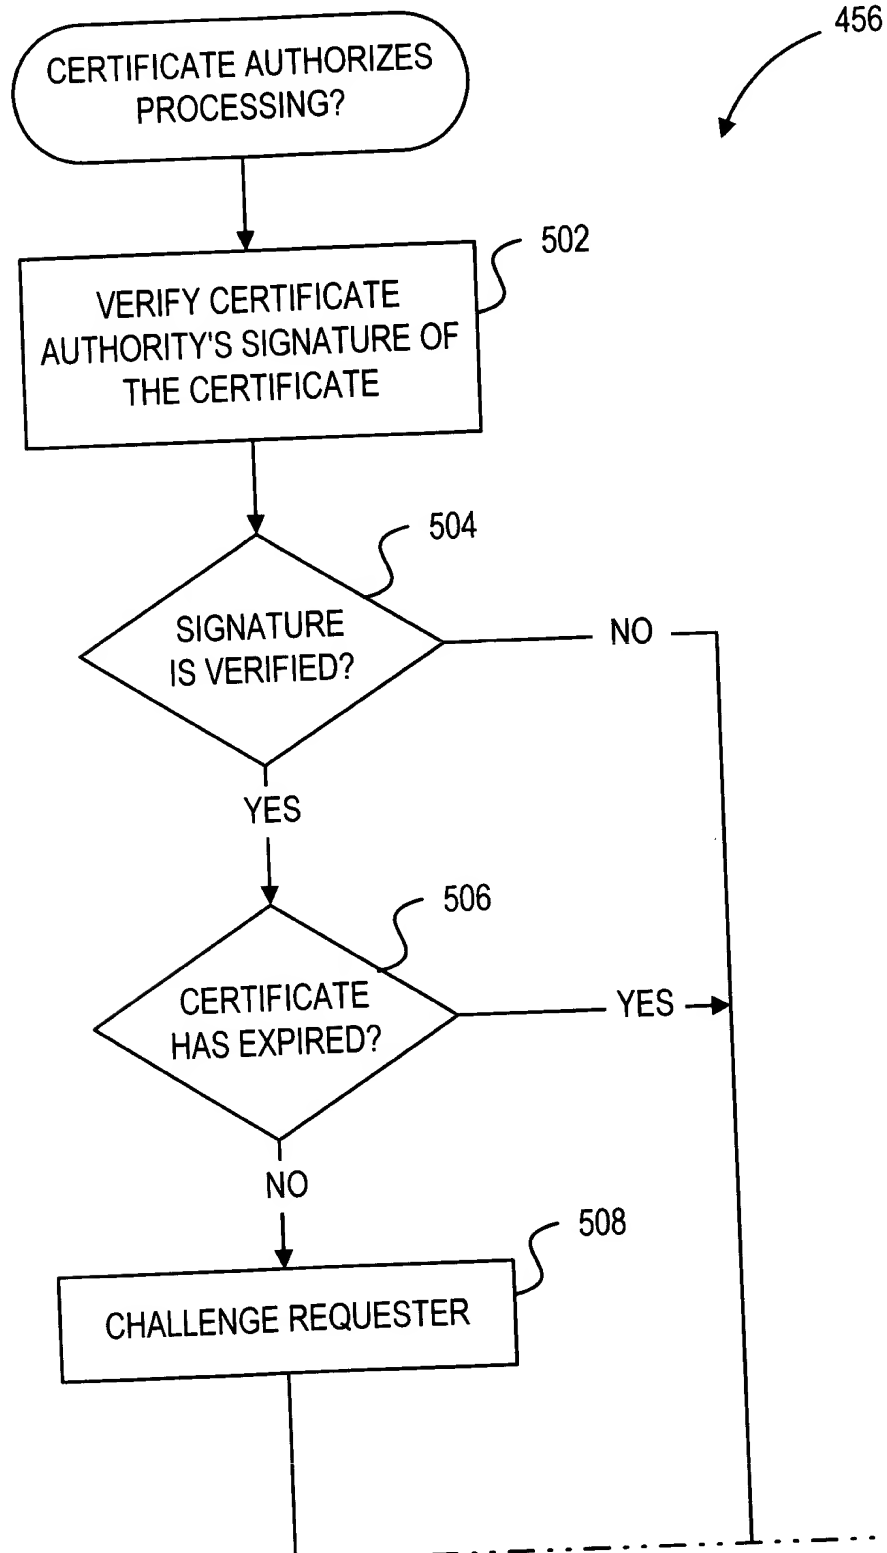 456
CERTIFICATE AUTHORIZES
PROCESSING?
502
VERIFY CERTIFICATE
AUTHORITY'S SIGNATURE OF
THE CERTIFICATE
504
SIGNATURE
IS VERIFIED?
NO
YES
506
CERTIFICATE
HAS EXPIRED?
YES
NO
508
CHALLENGE REQUESTER